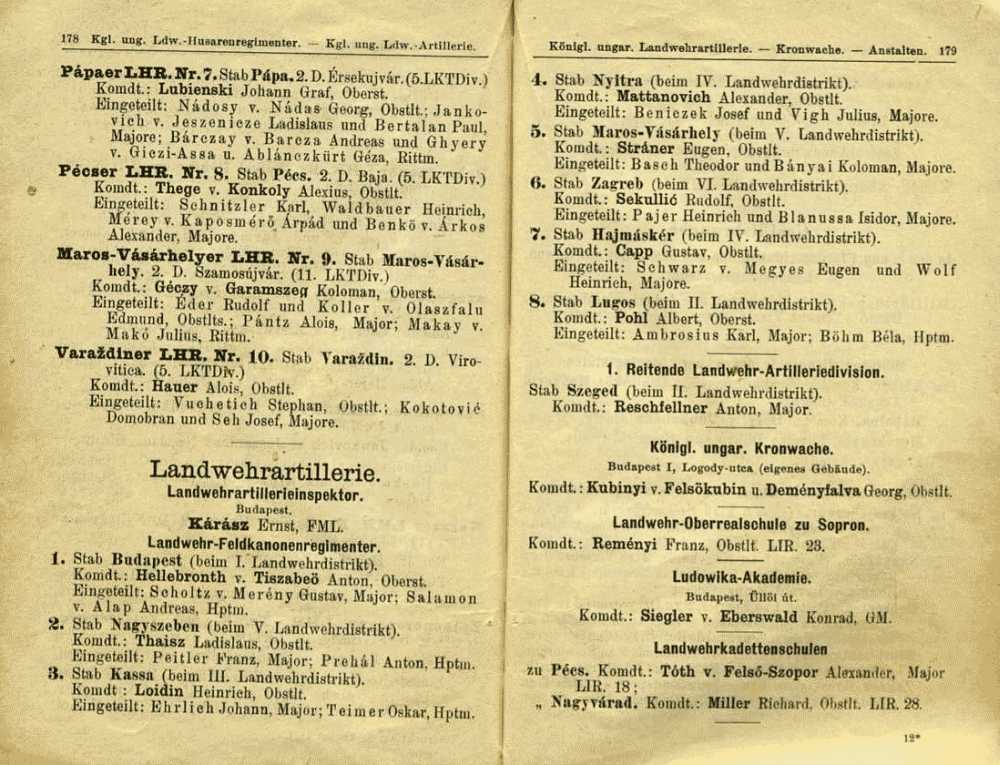 178 Kgl. ung. Ldw.-Husarenregimenter. — Kgl. ung. Ldw.-Artillerie.
Pápaer LHR. Nr. 7. Stab Pápa. 2. D. Érsekujvár. (5. LKTDiv.)
Komdt.: Lubienski Johann Graf, Oberst.
Eingeteilt: Nádosy v. Nádas Georg, Obstlt.; Janko-
vich v. Jeszenicze Ladislaus und Bertalan Paul,
Majore; Bárczay v. Barcza Andreas und Ghyery
v. Giczi-Assa u. Ablánczkürt Géza, Rittm.
Pécser LHR. Nr. 8. Stab Pécs. 2. D. Baja. (5. LKTDiv.)
Komdt.: Thege v. Konkoly Alexius, Obstlt.
Eingeteilt: Schnitzler Karl, Waldbauer Heinrich,
Mérey v. Kaposmérő Árpád und Benkö v. Árkos
Alexander, Majore.
Maros-Vásárhelyer LHR. Nr. 9. Stab Maros-Vásár-
hely. 2. D. Szamosújvár. (11. LKTDiv.)
Komdt.: Géczy v. Garamszeg Koloman, Oberst.
Eingeteilt: Éder Rudolf und Koller v. Olaszfalu
Edmund, Obstlts.; Pántz Alois, Major; Makay v.
Makó Julius, Rittm.
Varaždiner LHR. Nr. 10. Stab Varaždin. 2. D. Viro-
vitica. (5. LKTDiv.)
Komdt.: Hauer Alois, Obstlt.
Eingeteilt: Vuchetich Stephan, Obstlt.; Kokotović
Domobran und Seh Josef, Majore.
Landwehrartillerie.
Landwehrartillerieinspektor.
Budapest.
Kárász Ernst, FML.
Landwehr-Feldkanonenregimenter.
1. Stab Budapest (beim I. Landwehrdistrikt).
Komdt.: Hellebronth v. Tiszabeö Anton, Oberst.
Eingeteilt: Scholtz v. Merény Gustav, Major; Salamon
v. Alap Andreas, Hptm.
2. Stab Nagyszeben (beim V. Landwehrdistrikt).
Komdt.: Thaisz Ladislaus, Obstlt.
Eingeteilt: Peitler Franz, Major; Prehál Anton, Hptm.
3. Stab Kassa (beim III. Landwehrdistrikt).
Komdt : Loidin Heinrich, Obstlt.
Eingeteilt: Ehrlich Johann, Major; Teimer Oskar, Hptm.
Königl. ungar. Landwehrartillerie. — Kronwache. — Anstalten. 179
4. Stab Nyitra (beim IV. Landwehrdistrikt).
Komdt.: Mattanovich Alexander, Obstlt.
Eingeteilt: Beniczek Josef und Vigh Julius, Majore.
5. Stab Maros-Vásárhely (beim V. Landwehrdistrikt).
Komdt.: Stráner Eugen, Obstlt.
Eingeteilt: Basch Theodor und Bányai Koloman, Majore.
6. Stab Zagreb (beim VI. Landwehrdistrikt).
Komdt.: Sekullić Rudolf, Obstlt.
Eingeteilt: Pajer Heinrich und Blanussa Isidor, Majore.
7. Stab Hajmáskér (beim IV. Landwehrdistrikt).
Komdt.: Capp Gustav, Obstlt.
Eingeteilt: Schwarz v. Megyes Eugen und Wolf
Heinrich, Majore.
8. Stab Lugos (beim II. Landwehrdistrikt).
Komdt.: Pohl Albert, Oberst.
Eingeteilt: Ambrosius Karl, Major; Böhm Béla, Hptm.
1. Reitende Landwehr-Artilleriedivision.
Stab Szeged (beim II. Landwehrdistrikt).
Komdt.: Reschfellner Anton, Major.
Königl. ungar. Kronwache.
Budapest I, Logody-utca (eigenes Gebäude).
Komdt.: Kubinyi v. Felsökubin u. Deményfalva Georg, Obstlt.
Landwehr-Oberrealschule zu Sopron.
Komdt.: Reményi Franz, Obstlt. LIR. 23.
Ludowika-Akademie.
Budapest, Üllöi út.
Komdt.: Siegler v. Eberswald Konrad, GM.
Landwehrkadettenschulen
zu Pécs. Komdt.: Tóth v. Felsö-Szopor Alexander, Major
LIR. 18;
„ Nagyvárad. Komdt.: Miller Richard, Obstlt. LIR. 28.
12*